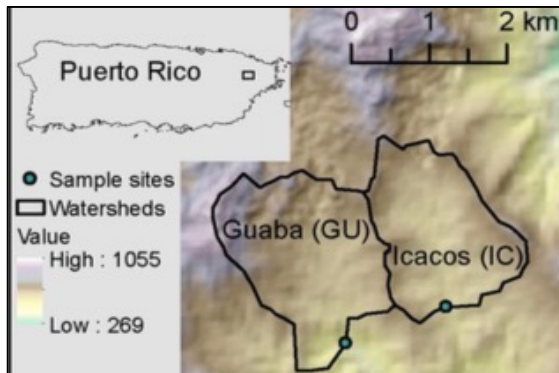 0 1 2 km
Puerto Rico
Sample sites
Watersheds
Value
High : 1055
Low : 269
Guaba (GU)
Icacos (IC)